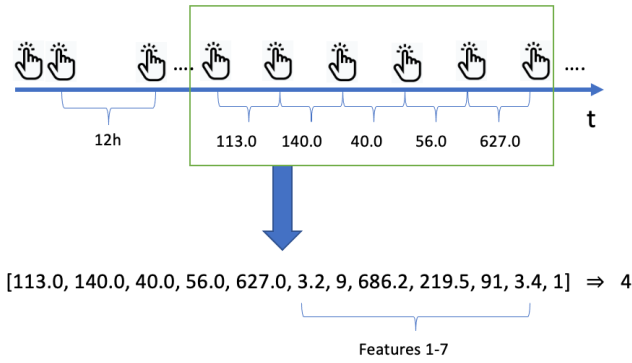 .... ....
t
12h 113.0 140.0 40.0 56.0 627.0
[113.0, 140.0, 40.0, 56.0, 627.0, 3.2, 9, 686.2, 219.5, 91, 3.4, 1] ⇒ 4
Features 1-7